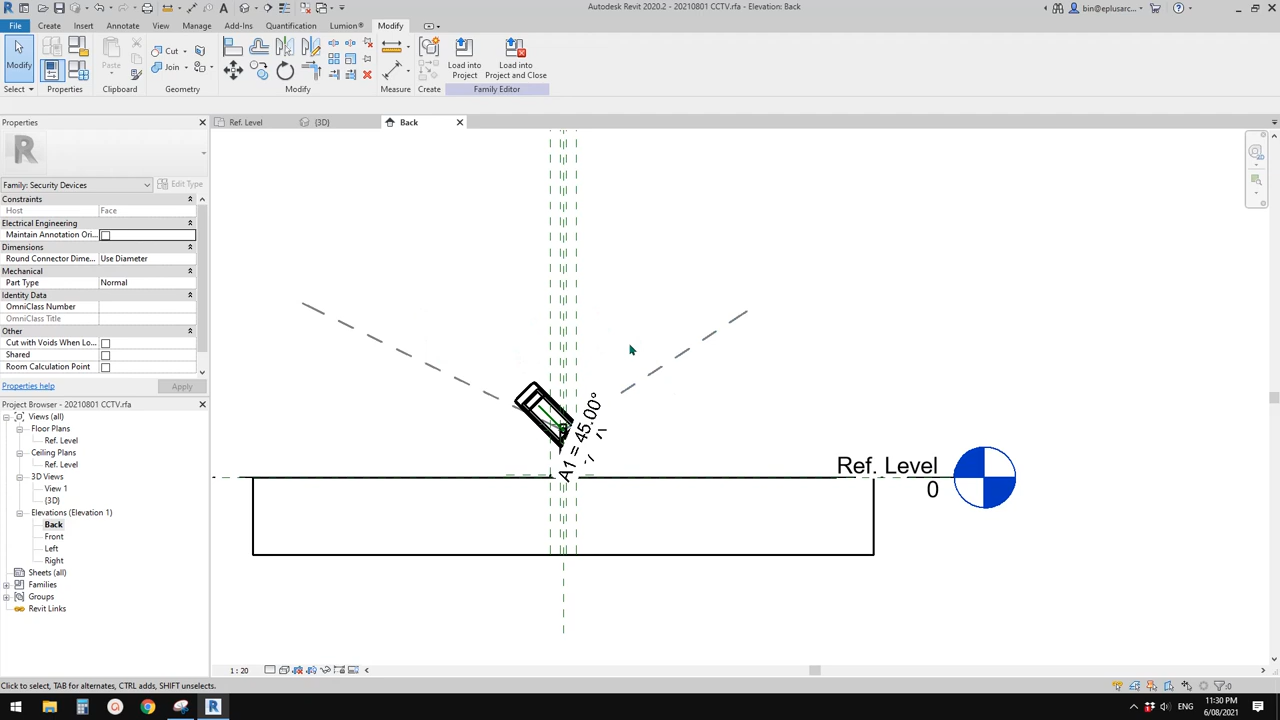 Autodesk Revit 2020.2 - 20210801 CCTV.rfa - Elevation: Back
bin@eplusarc...
File Create Insert Annotate View Manage Add-Ins Quantification Lumion® Modify
Modify
Paste
Cut
Join
Load into Project
Load into Project and Close
Select Properties Clipboard Geometry Modify Measure Create Family Editor
Properties
Ref. Level
{3D}
Back
Family: Security Devices
Edit Type
Constraints
Host Face
Electrical Engineering
Maintain Annotation Ori...
Dimensions
Round Connector Dime... Use Diameter
Mechanical
Part Type Normal
Identity Data
OmniClass Number
OmniClass Title
Other
Cut with Voids When Lo...
Shared
Room Calculation Point
Properties help
Apply
Project Browser - 20210801 CCTV.rfa
Views (all)
Floor Plans
Ref. Level
Ceiling Plans
Ref. Level
3D Views
View 1
{3D}
Elevations (Elevation 1)
Back
Front
Left
Right
Sheets (all)
Families
Groups
Revit Links
A1 = 45.00°
Ref. Level
0
1 : 20
Click to select, TAB for alternates, CTRL adds, SHIFT unselects.
:0
ENG
11:30 PM
6/08/2021